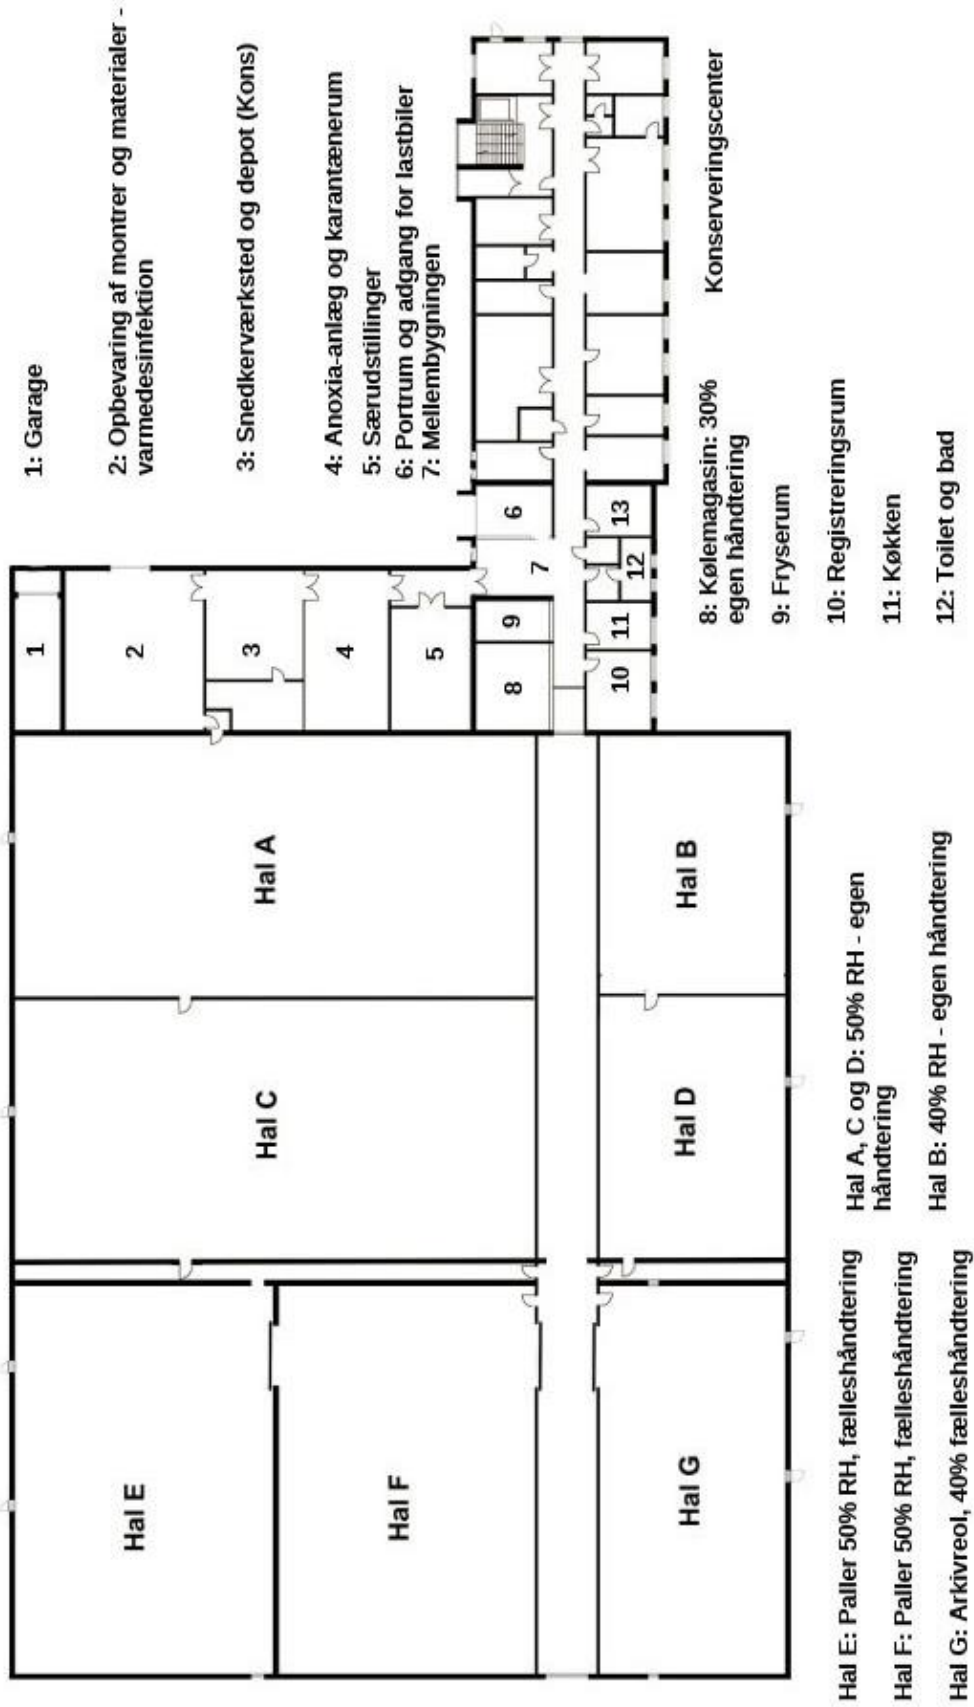 1: Garage
2: Opbevaring af montrer og materialer -
varmedesinfektion
3: Snedkerværksted og depot (Kons)
4: Anoxia-anlæg og karantænerum
5: Særudstillinger
6: Portrum og adgang for lastbiler
7: Mellembygningen
1
2
3
4
5
6
7
8
9
10
11
12
13
Konserveringscenter
8: Kølemagasin: 30%
egen håndtering
9: Fryserum
10: Registreringsrum
11: Køkken
12: Toilet og bad
Hal A
Hal B
Hal C
Hal D
Hal E
Hal F
Hal G
Hal A, C og D: 50% RH - egen
håndtering
Hal B: 40% RH - egen håndtering
Hal E: Paller 50% RH, fælleshåndtering
Hal F: Paller 50% RH, fælleshåndtering
Hal G: Arkivreol, 40% fælleshåndtering